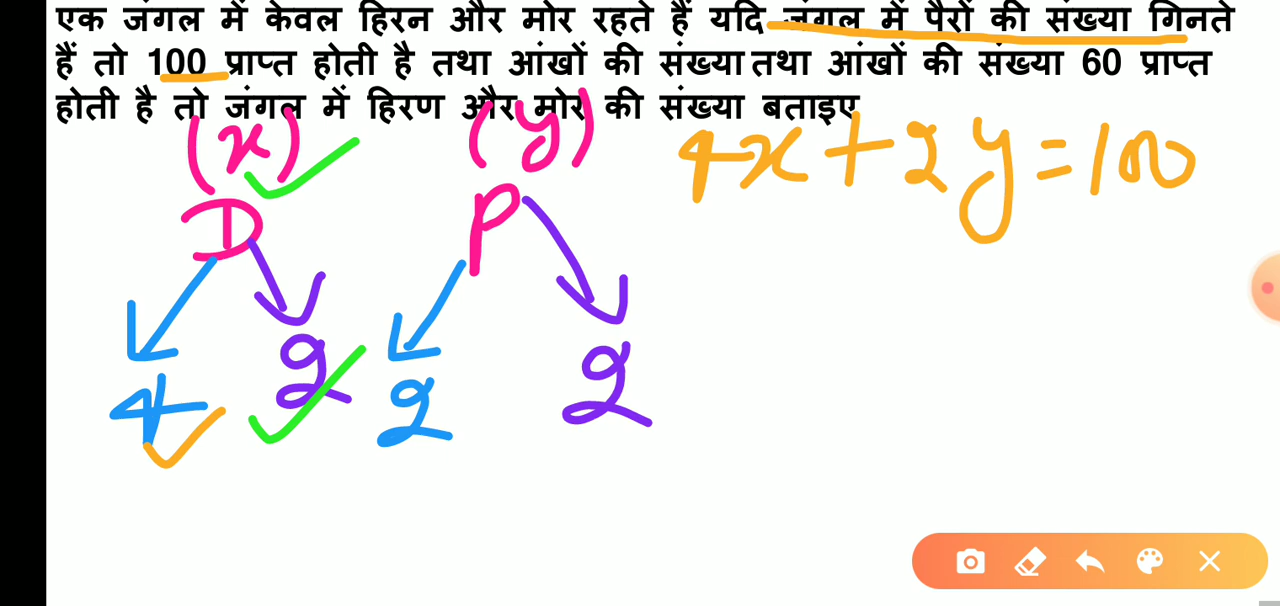 एक जंगल में केवल हिरन और मोर रहते हैं यदि जंगल में पैरों की संख्या गिनते
हैं तो 100 प्राप्त होती है तथा आंखों की संख्या तथा आंखों की संख्या 60 प्राप्त
होती है तो जंगल में हिरण और मोर की संख्या बताइए
(x) (y) 4x+2y=100
D P
4 2 2 2